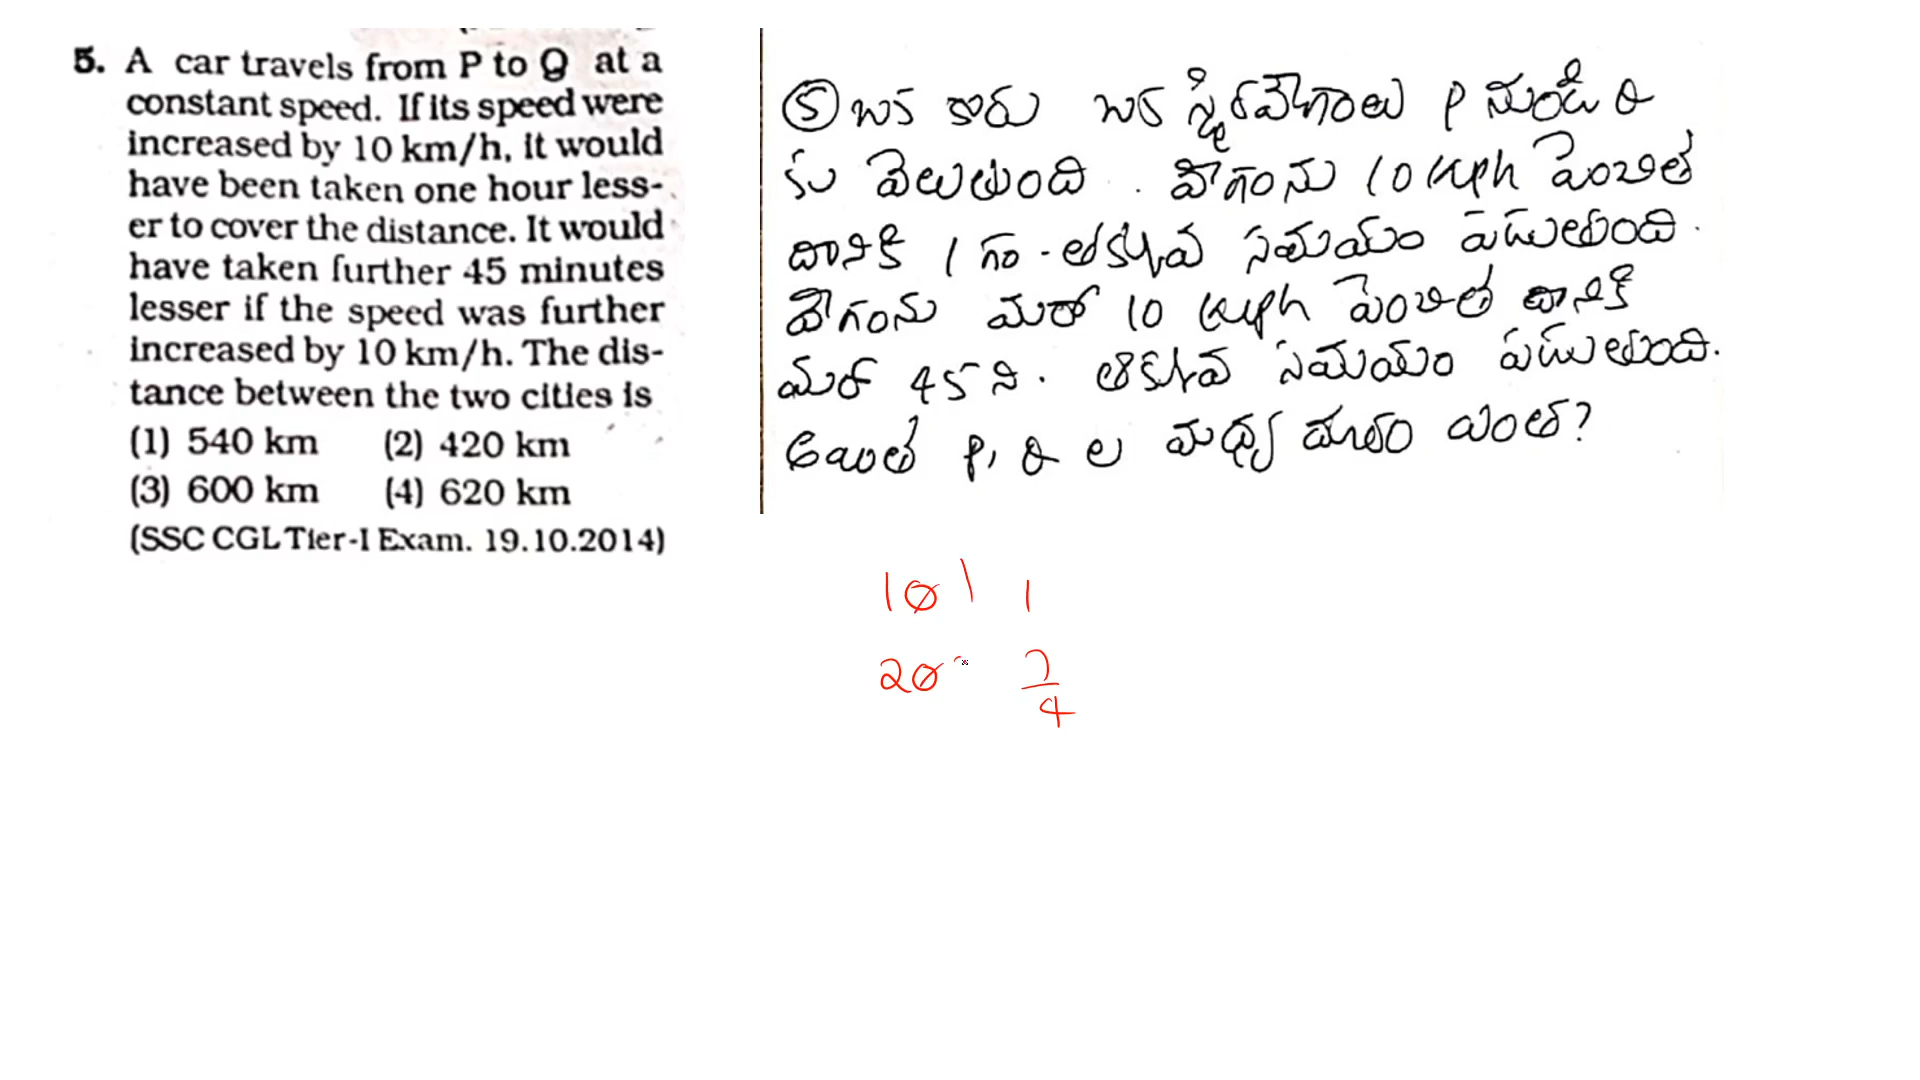 5. A car travels from P to Q at a
constant speed. If its speed were
increased by 10 km/h, it would
have been taken one hour less-
er to cover the distance. It would
have taken further 45 minutes
lesser if the speed was further
increased by 10 km/h. The dis-
tance between the two cities is
(1) 540 km (2) 420 km
(3) 600 km (4) 620 km
(SSC CGL Tier-I Exam. 19.10.2014)
⑤ ఒక కారు ఒక స్థిరవేగంతో P నుండి Q
కు వెలుతుంది. వేగంను 10 kmph పెంచితే
దానికి 1 గం. తక్కువ సమయం పడుతుంది.
వేగంను మరో 10 kmph పెంచితే దానికి
మరో 45 ని. తక్కువ సమయం పడుతుంది.
అయితే P, Q ల మధ్య దూరం ఎంత?
10 1 1
20 7/4